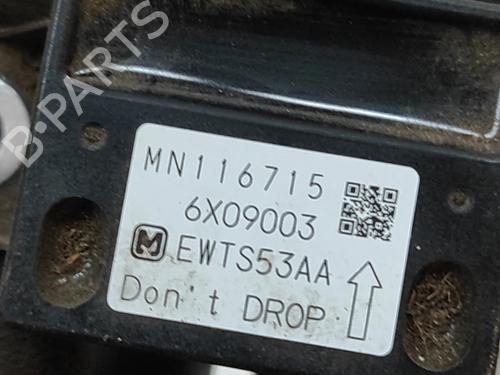 B-PARTS
MN116715
6X09003
M EWTS53AA
Don't DROP